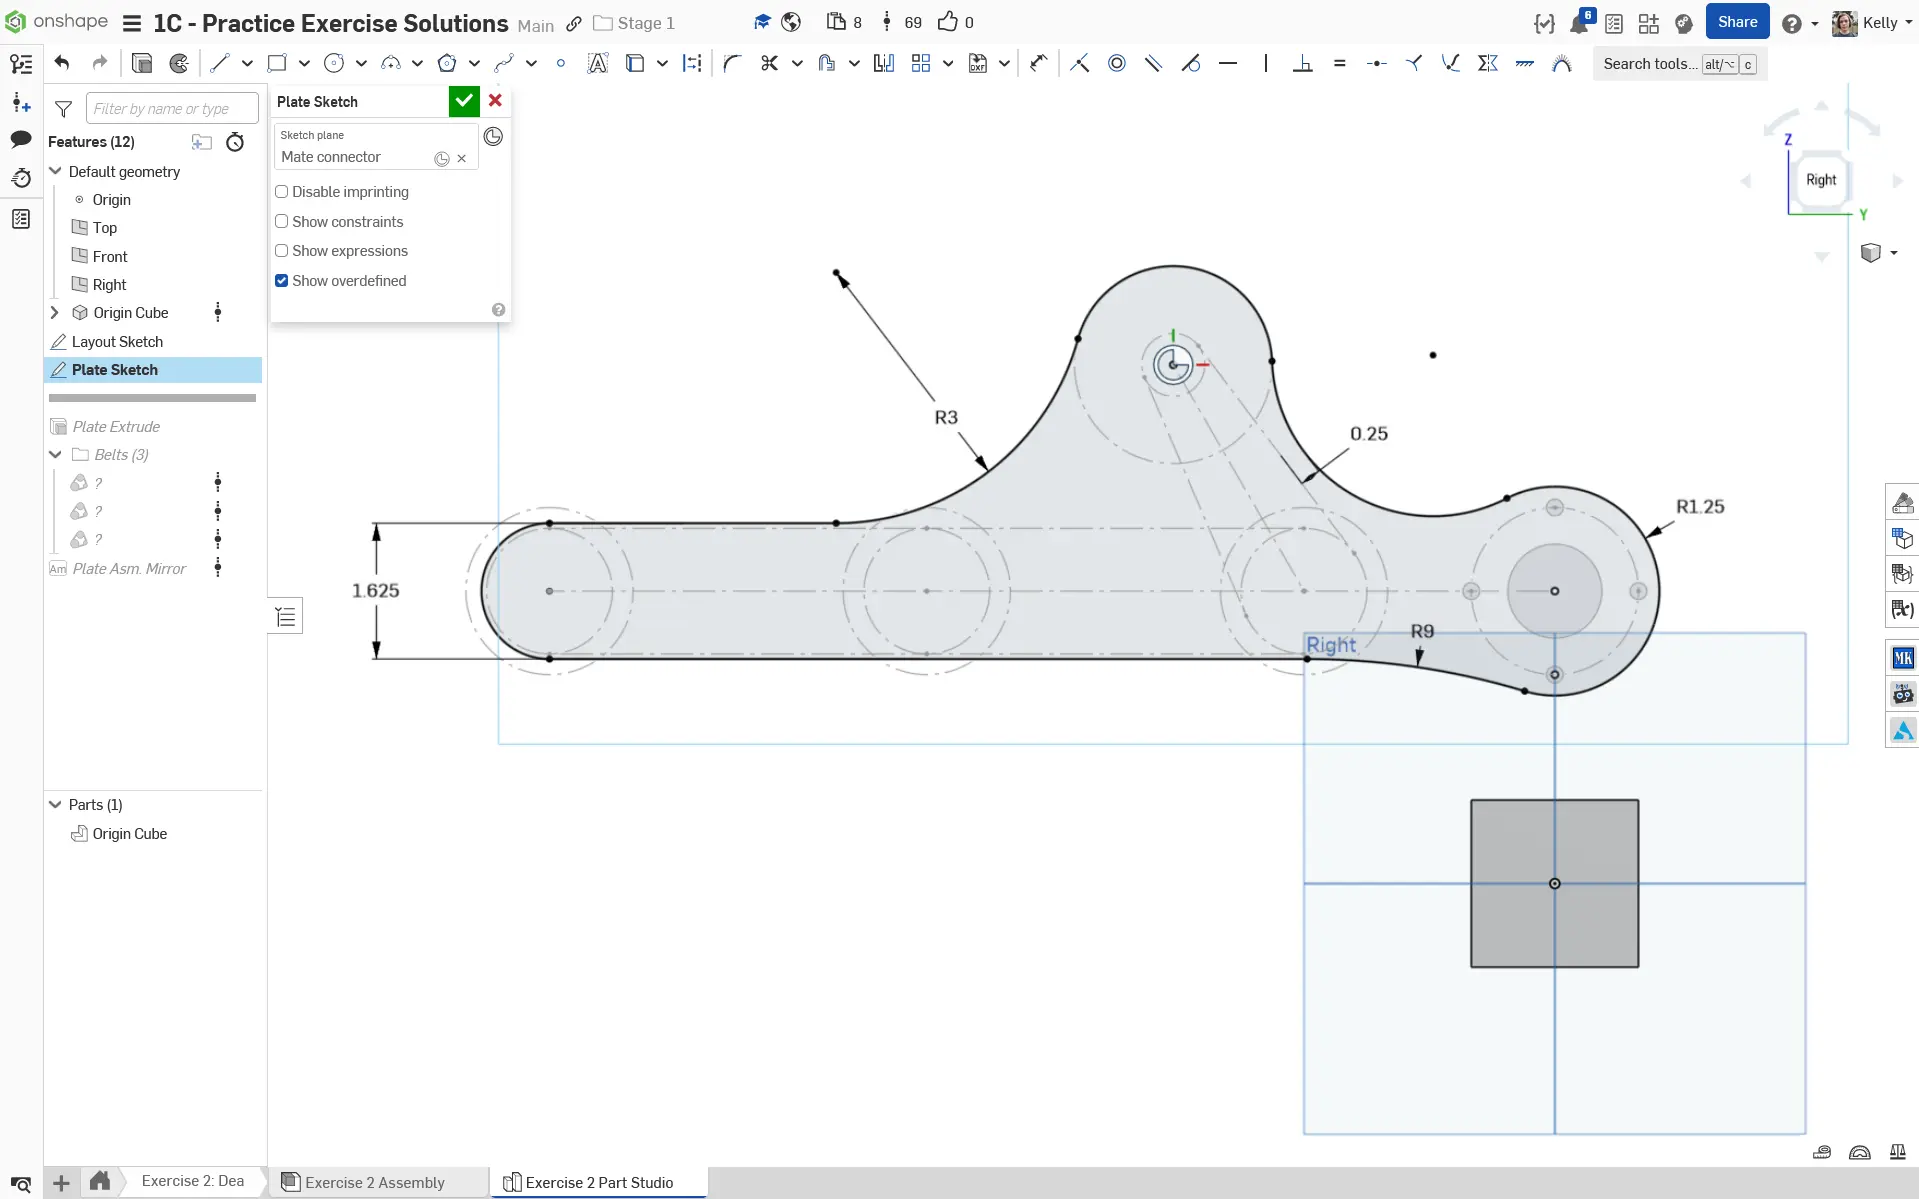 onshape 1C - Practice Exercise Solutions Main Stage 1 8 69 0 6 Share Kelly
Search tools... alt/⌥ c
Filter by name or type
Features (12)
Default geometry
Origin
Top
Front
Right
Origin Cube
Layout Sketch
Plate Sketch
Plate Extrude
Belts (3)
?
?
?
Am Plate Asm. Mirror
Parts (1)
Origin Cube
Plate Sketch
Sketch plane
Mate connector
Disable imprinting
Show constraints
Show expressions
Show overdefined
Z
Right
Y
R3
0.25
R1.25
1.625
R9
Right
MK
Exercise 2: Dea
Exercise 2 Assembly
Exercise 2 Part Studio